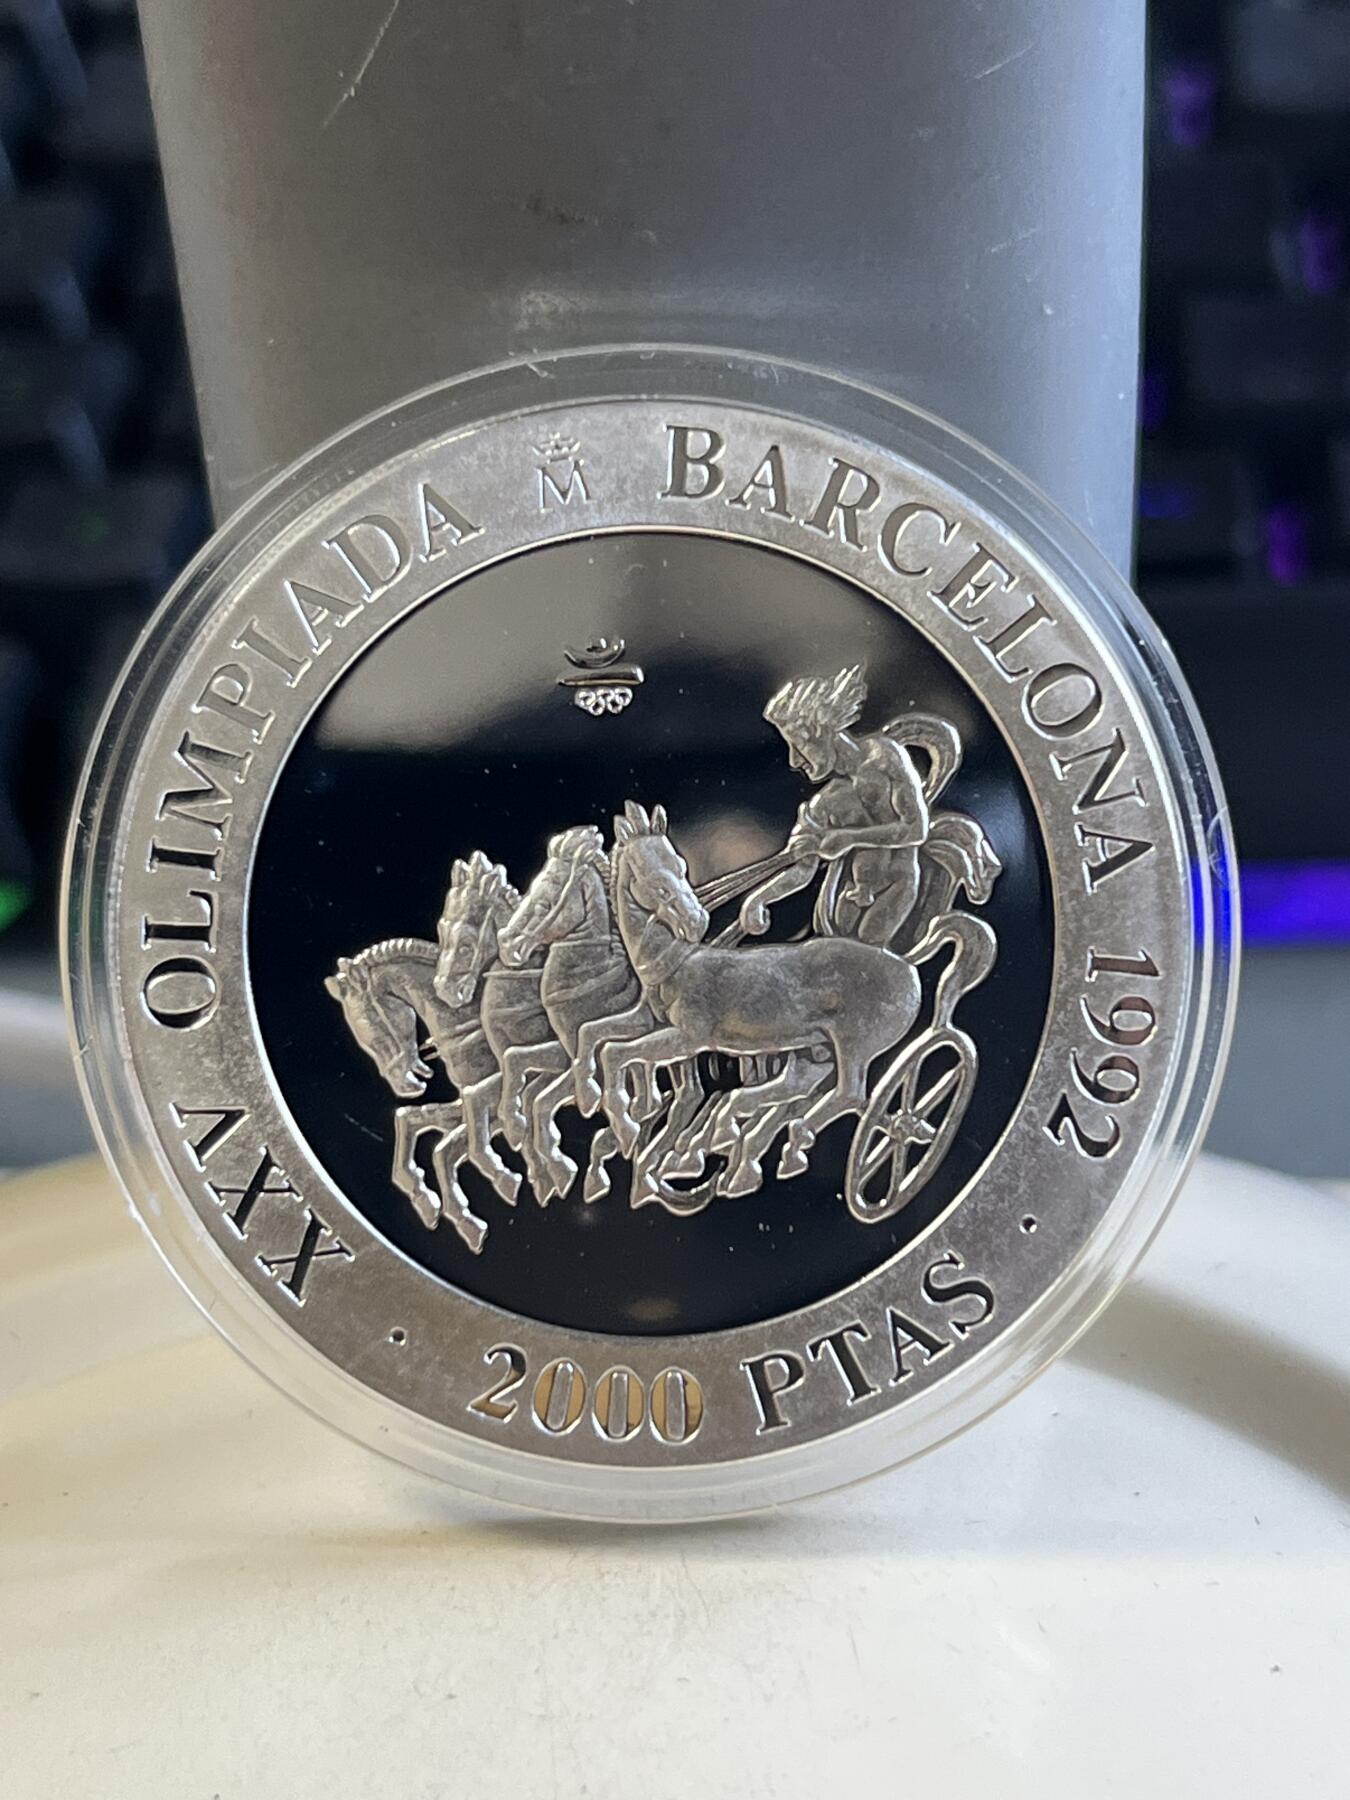 XXV OLIMPIADA M BARCELONA 1992
· 2000 PTAS ·